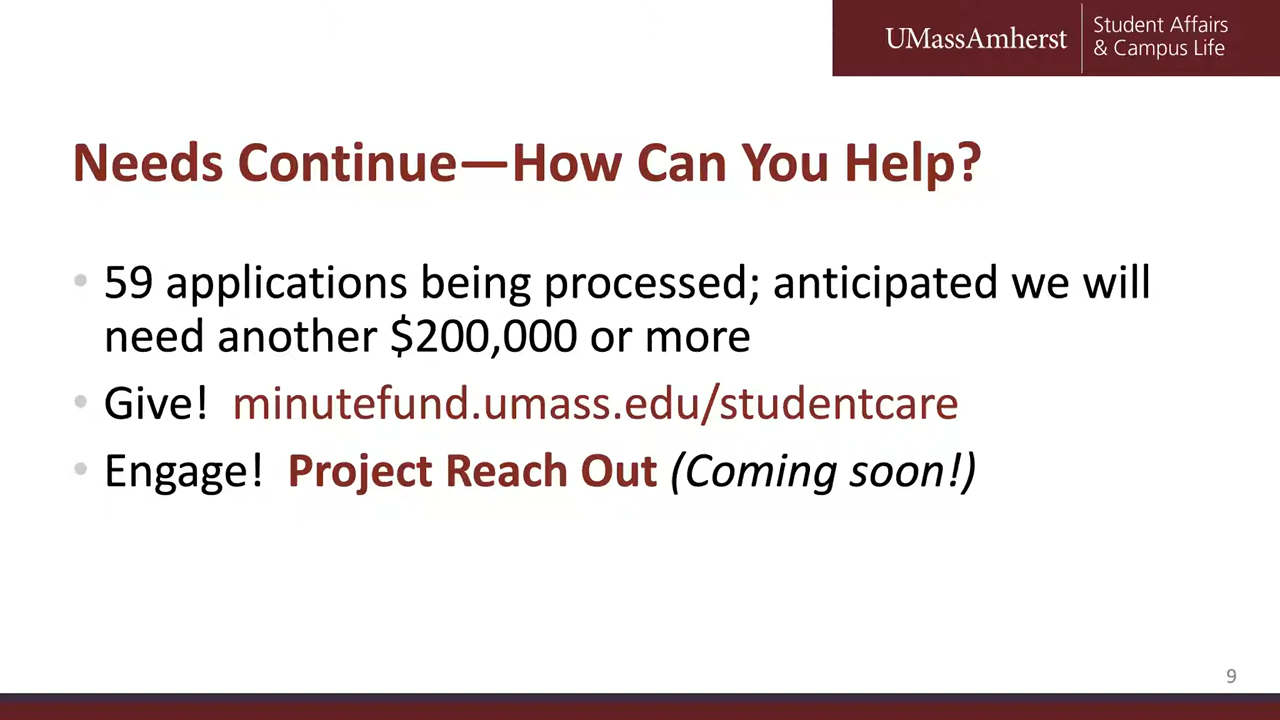 UMassAmherst
Student Affairs
& Campus Life
Needs Continue—How Can You Help?
• 59 applications being processed; anticipated we will
need another $200,000 or more
• Give! minutefund.umass.edu/studentcare
• Engage! Project Reach Out (Coming soon!)
9